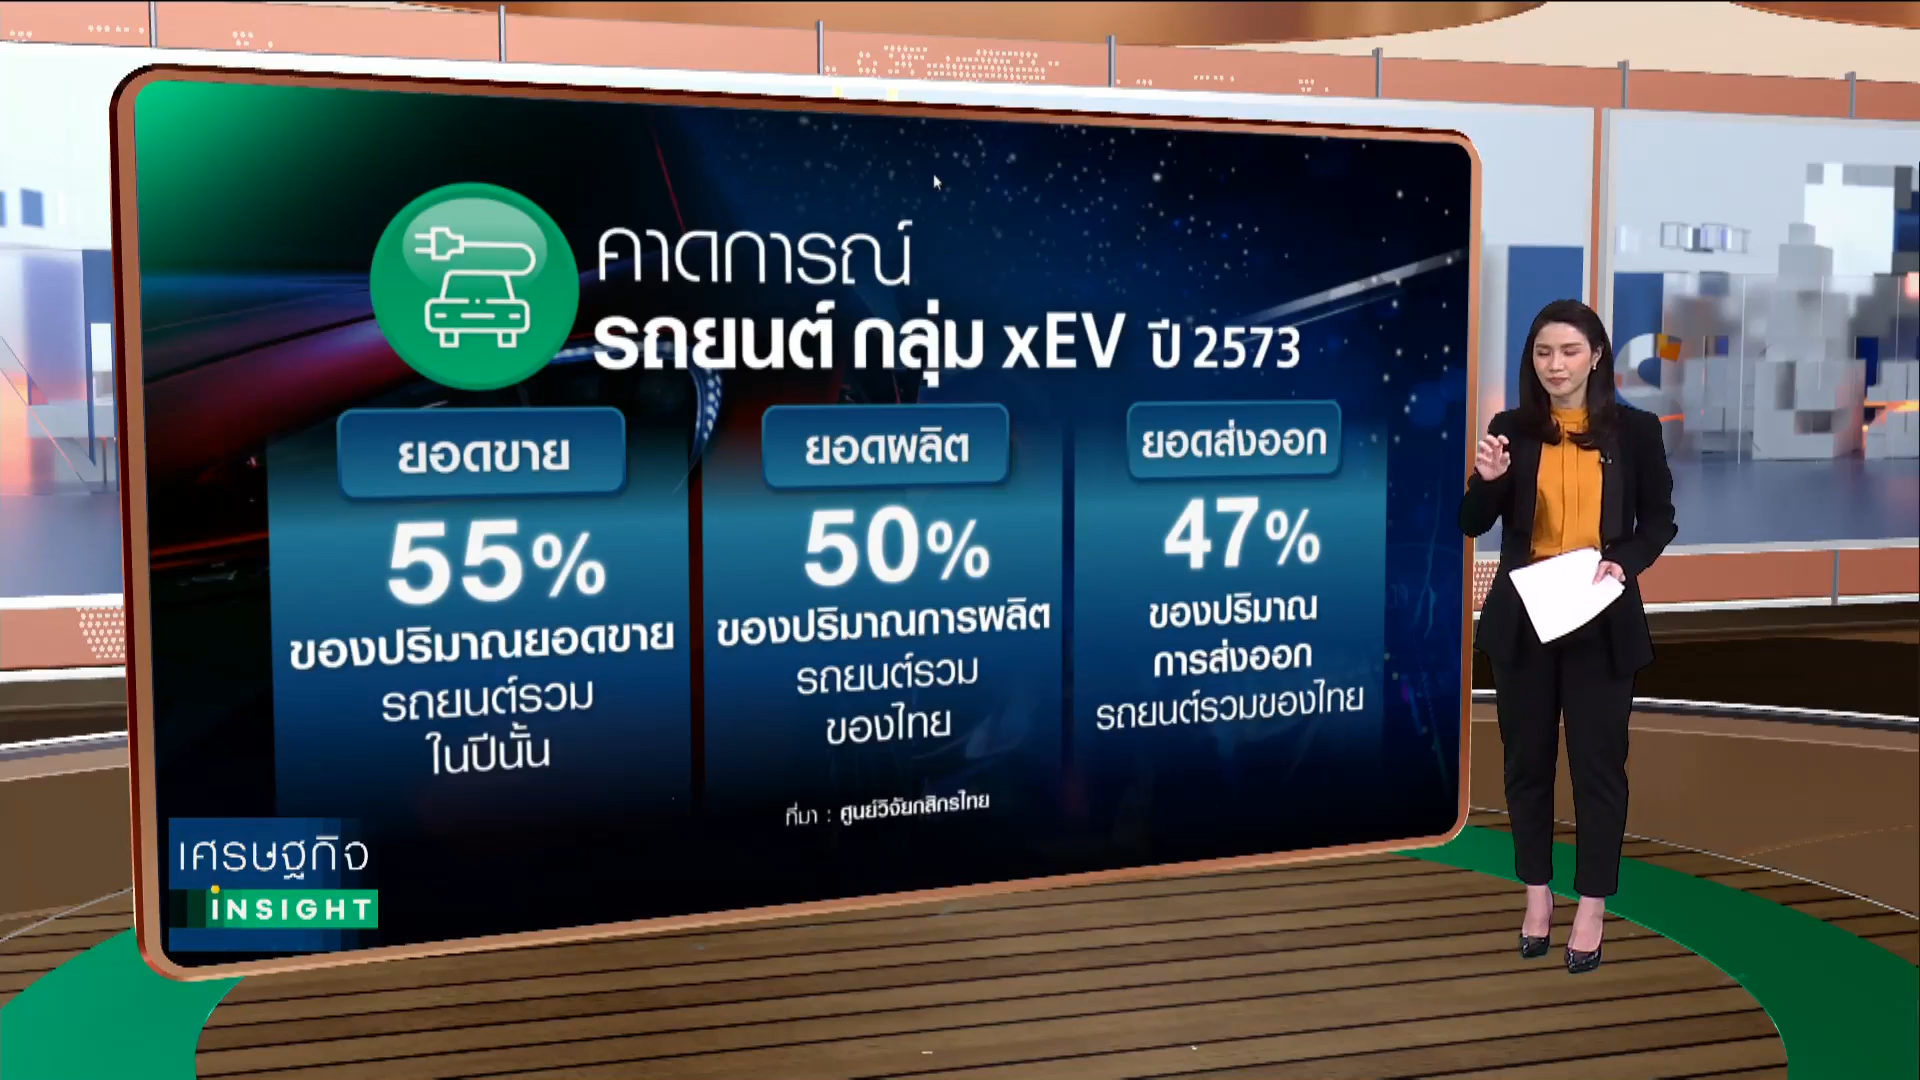 คาดการณ์
รถยนต์ กลุ่ม xEV ปี 2573
ยอดขาย
55%
ของปริมาณยอดขาย
รถยนต์รวม
ในปีนั้น
ยอดผลิต
50%
ของปริมาณการผลิต
รถยนต์รวม
ของไทย
ยอดส่งออก
47%
ของปริมาณ
การส่งออก
รถยนต์รวมของไทย
ที่มา : ศูนย์วิจัยกสิกรไทย
เศรษฐกิจ
INSIGHT